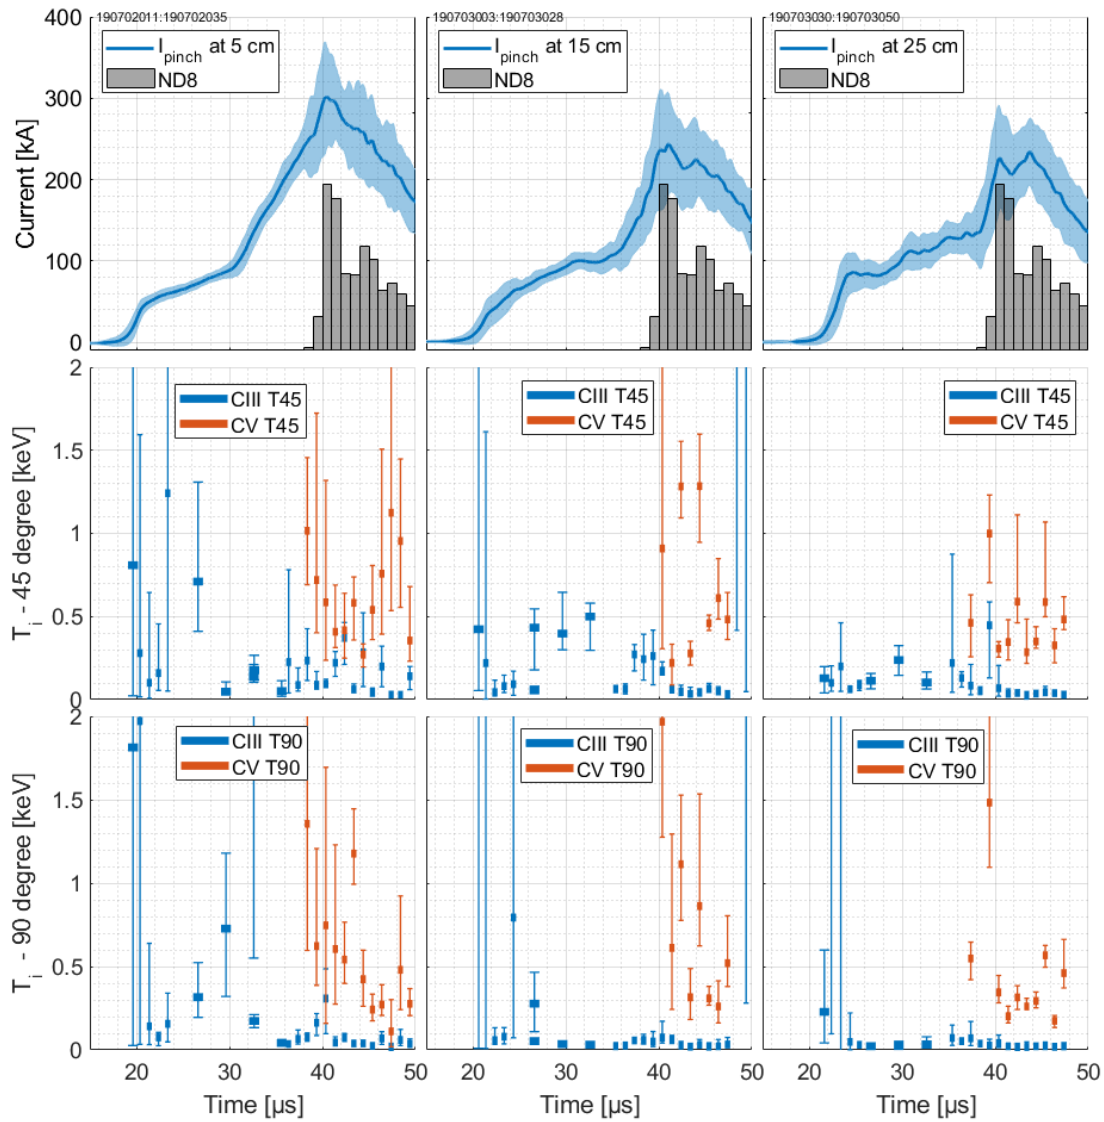 190702011:190702035
190703003:190703028
190703030:190703050
400
300
200
100
0
Current [kA]
I_pinch at 5 cm
ND8
I_pinch at 15 cm
ND8
I_pinch at 25 cm
ND8
2
1.5
1
0.5
0
T_i - 45 degree [keV]
CIII T45
CV T45
CIII T45
CV T45
CIII T45
CV T45
2
1.5
1
0.5
0
T_i - 90 degree [keV]
CIII T90
CV T90
CIII T90
CV T90
CIII T90
CV T90
20 30 40
20 30 40
20 30 40 50
Time [µs]
Time [µs]
Time [µs]